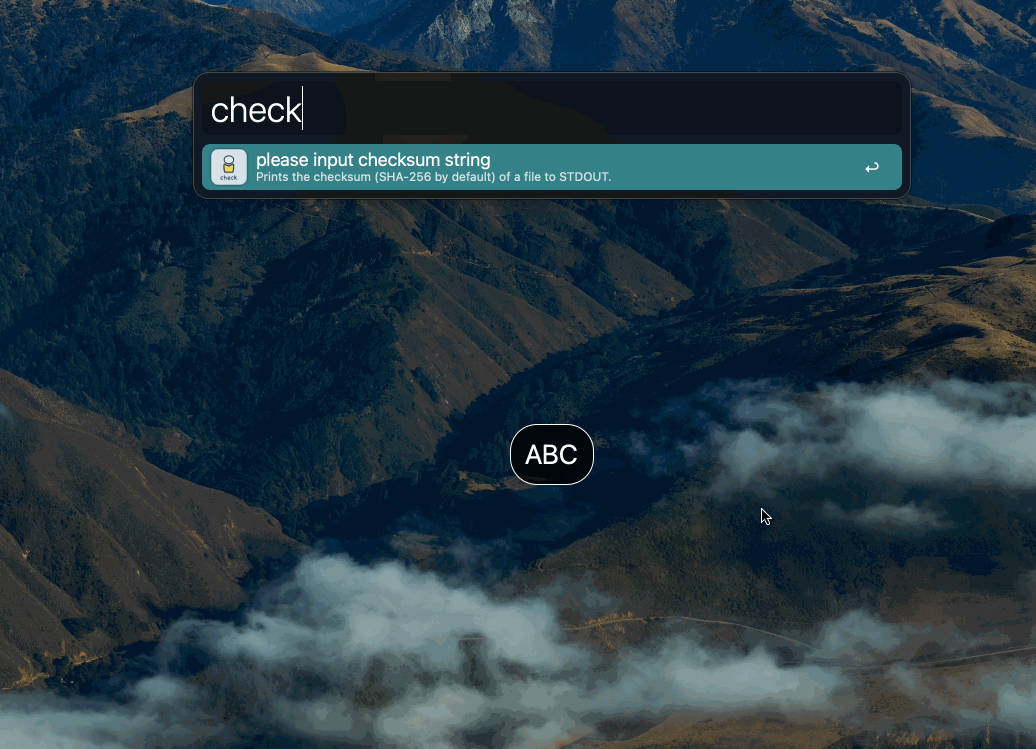 check
please input checksum string
check
Prints the checksum (SHA-256 by default) of a file to STDOUT.
ABC